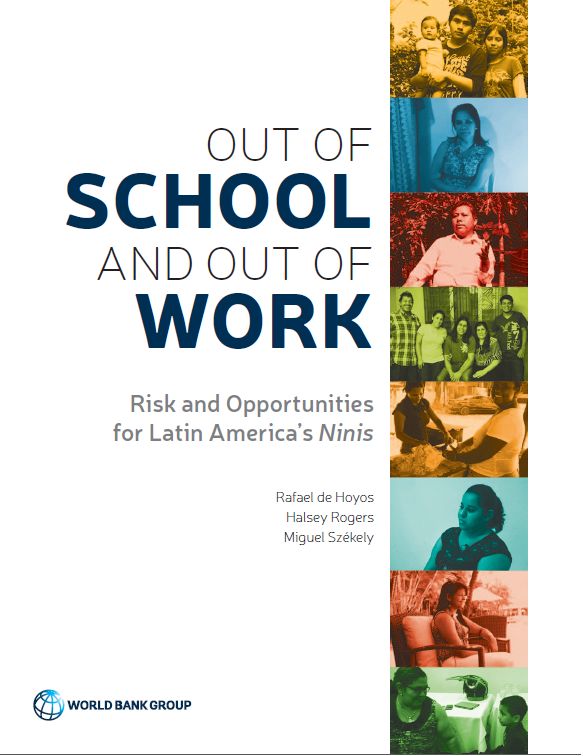 OUT OF
SCHOOL
AND OUT OF
WORK
Risk and Opportunities
for Latin America's Ninis
Rafael de Hoyos
Halsey Rogers
Miguel Székely
WORLD BANK GROUP